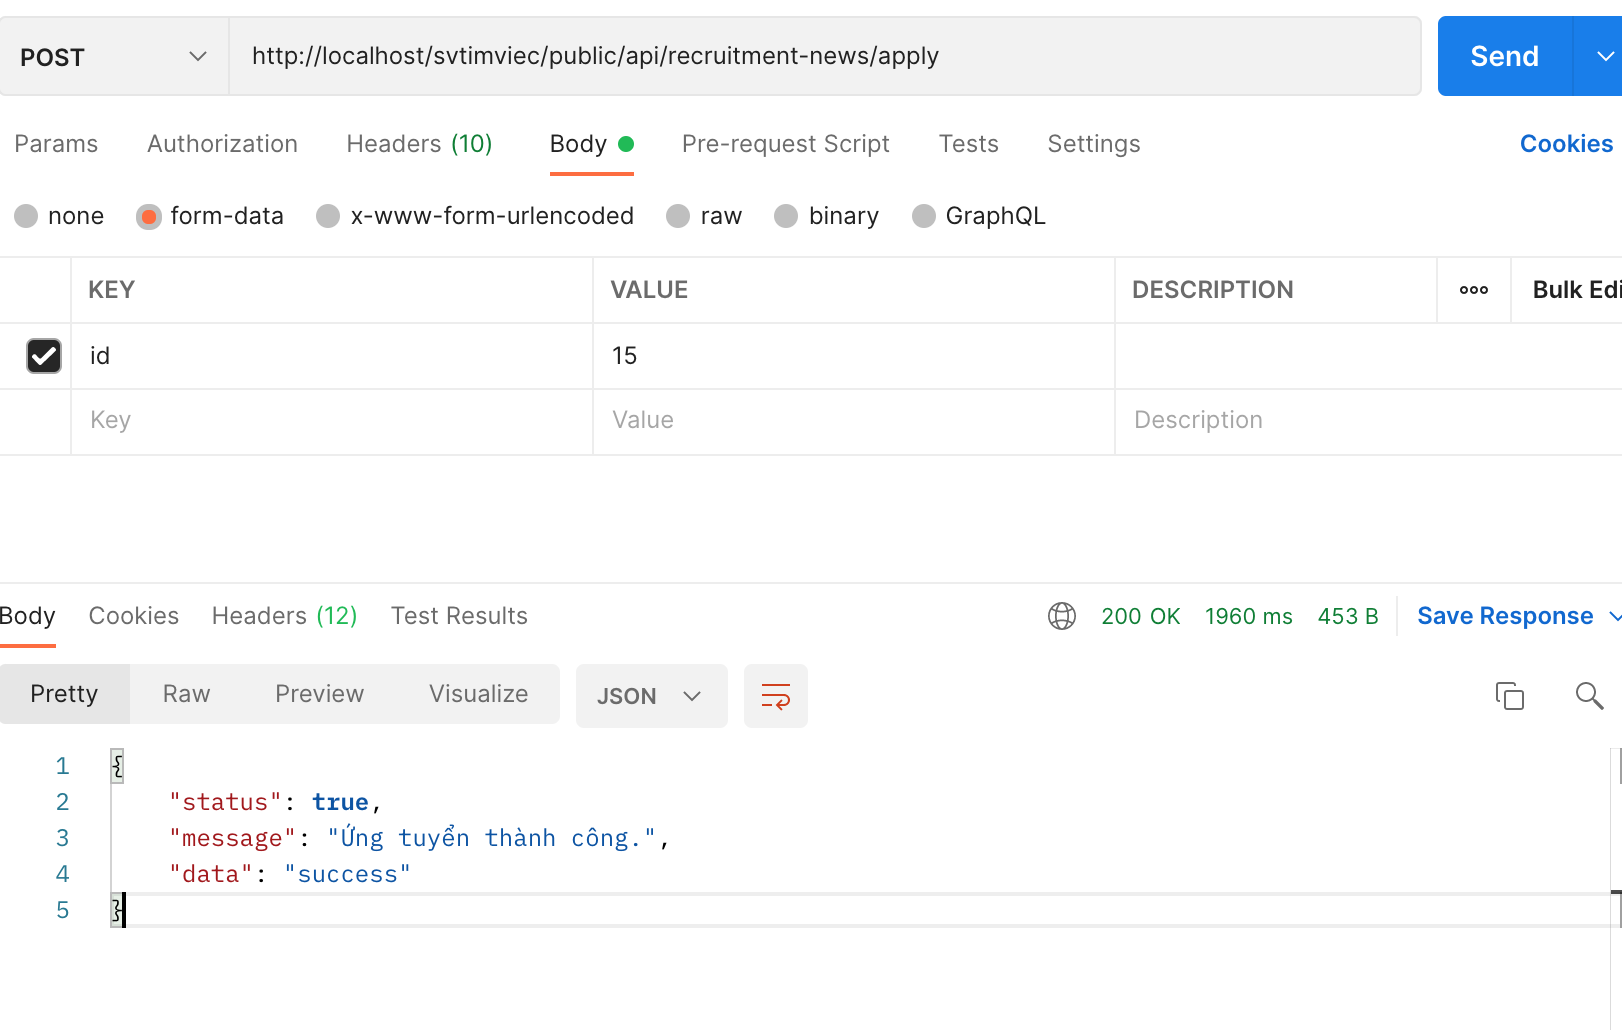 POST http://localhost/svtimviec/public/api/recruitment-news/apply Send
Params Authorization Headers (10) Body Pre-request Script Tests Settings Cookies
none form-data x-www-form-urlencoded raw binary GraphQL
KEY VALUE DESCRIPTION Bulk Edi
id 15
Key Value Description
Body Cookies Headers (12) Test Results 200 OK 1960 ms 453 B Save Response
Pretty Raw Preview Visualize JSON
1 {
2 "status": true,
3 "message": "Ứng tuyển thành công.",
4 "data": "success"
5 }